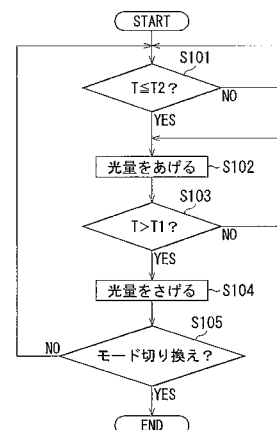 START
S101
T≦T2?
NO
YES
光量をあげる
S102
S103
T>T1?
NO
YES
光量をさげる
S104
S105
モード切り換え?
NO
YES
END